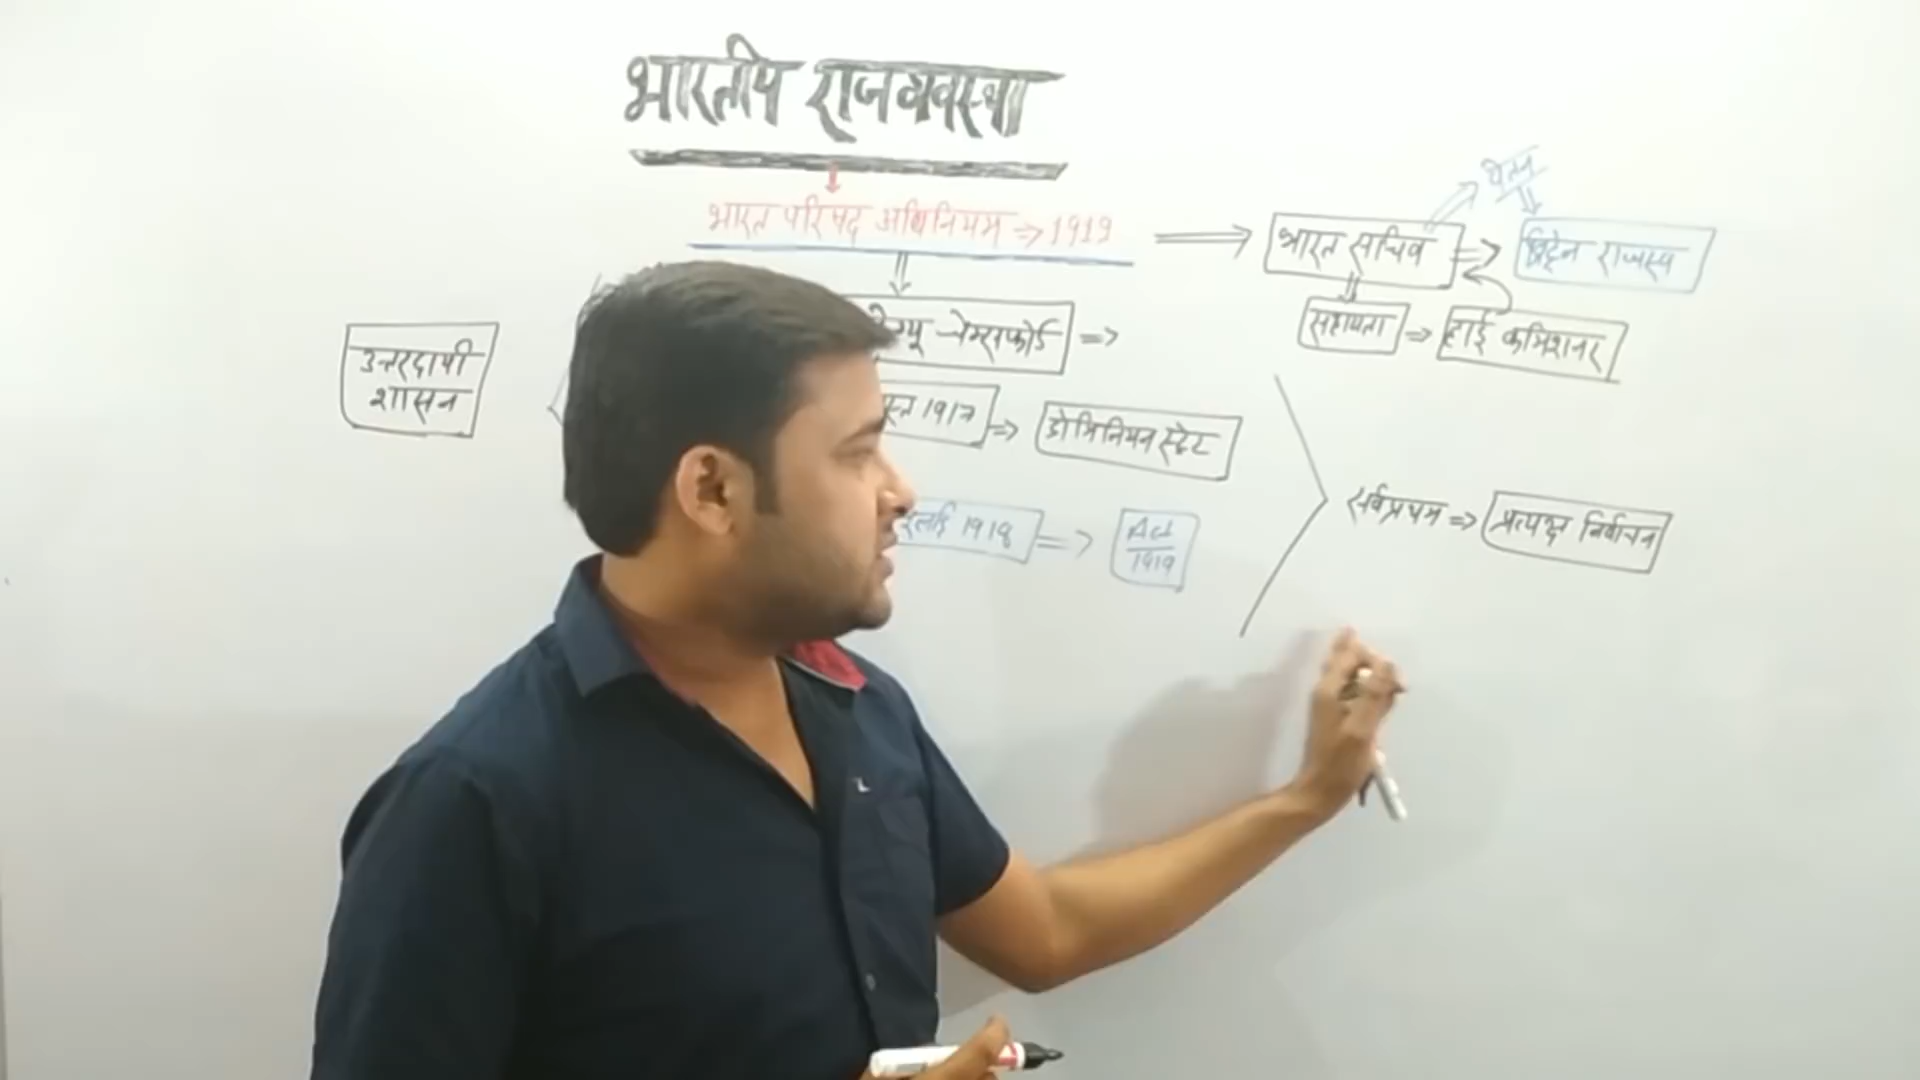 भारतीय राजव्यवस्था
भारत परिषद अधिनियम ⇒ 1919
वेतन
भारत सचिव ⇒ ब्रिटेन राजस्व
सहायता ⇒ हाई कमिशनर
उत्तरदायी
शासन
टेग्यू चेम्सफोर्ड ⇒
1917 ⇒ डोमिनियन स्टेट
1918 ⇒ Act
1919
सर्वप्रथम ⇒ प्रत्यक्ष निर्वाचन